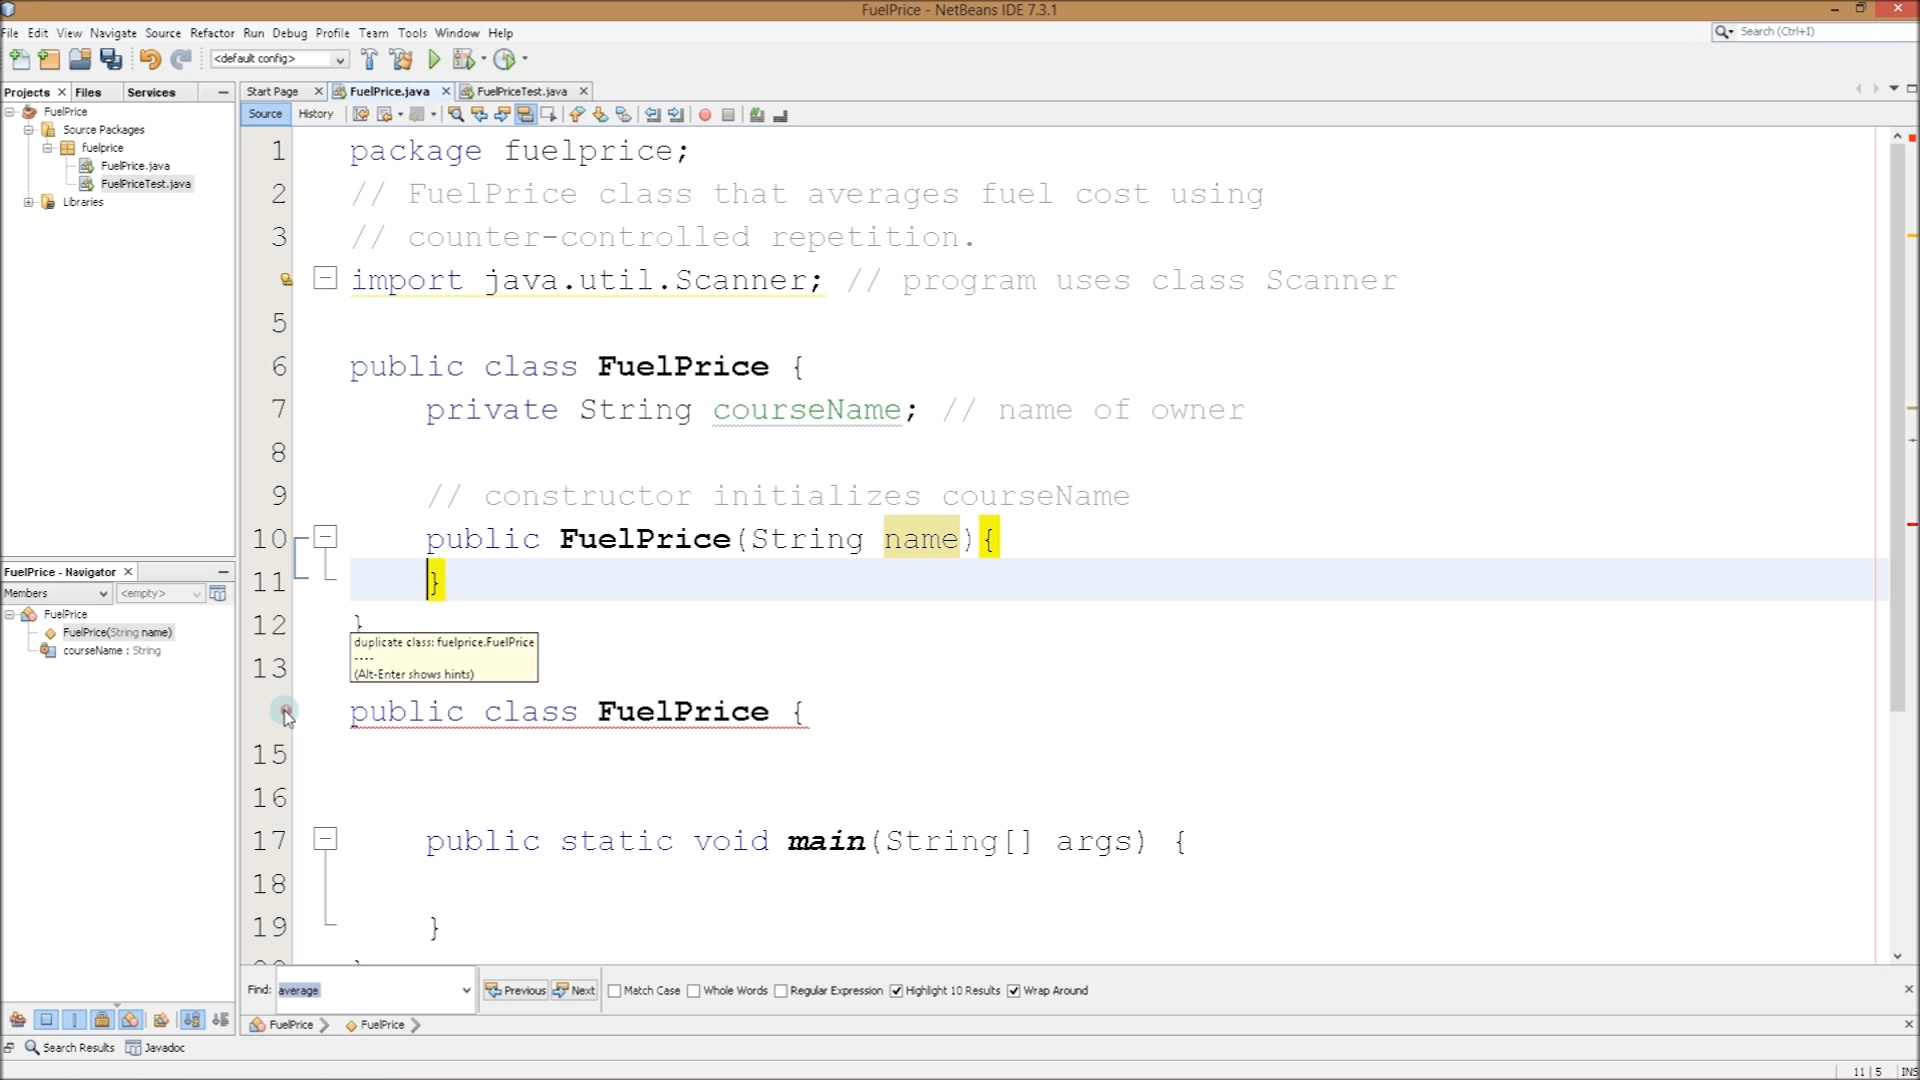 FuelPrice - NetBeans IDE 7.3.1
File Edit View Navigate Source Refactor Run Debug Profile Team Tools Window Help
Search (Ctrl+I)
<default config>
Projects Files Services
Start Page FuelPrice.java FuelPriceTest.java
Source History
FuelPrice
Source Packages
fuelprice
FuelPrice.java
FuelPriceTest.java
Libraries
1 package fuelprice;
2 // FuelPrice class that averages fuel cost using
3 // counter-controlled repetition.
import java.util.Scanner; // program uses class Scanner
5
6 public class FuelPrice {
7 private String courseName; // name of owner
8
9 // constructor initializes courseName
10 public FuelPrice(String name){
11 }
12 }
duplicate class: fuelprice.FuelPrice
----
(Alt-Enter shows hints)
13
public class FuelPrice {
15
16
17 public static void main(String[] args) {
18
19 }
FuelPrice - Navigator
Members <empty>
FuelPrice
FuelPrice(String name)
courseName : String
Find: average Previous Next Match Case Whole Words Regular Expression Highlight 10 Results Wrap Around
FuelPrice FuelPrice
Search Results Javadoc
11 | 5 INS